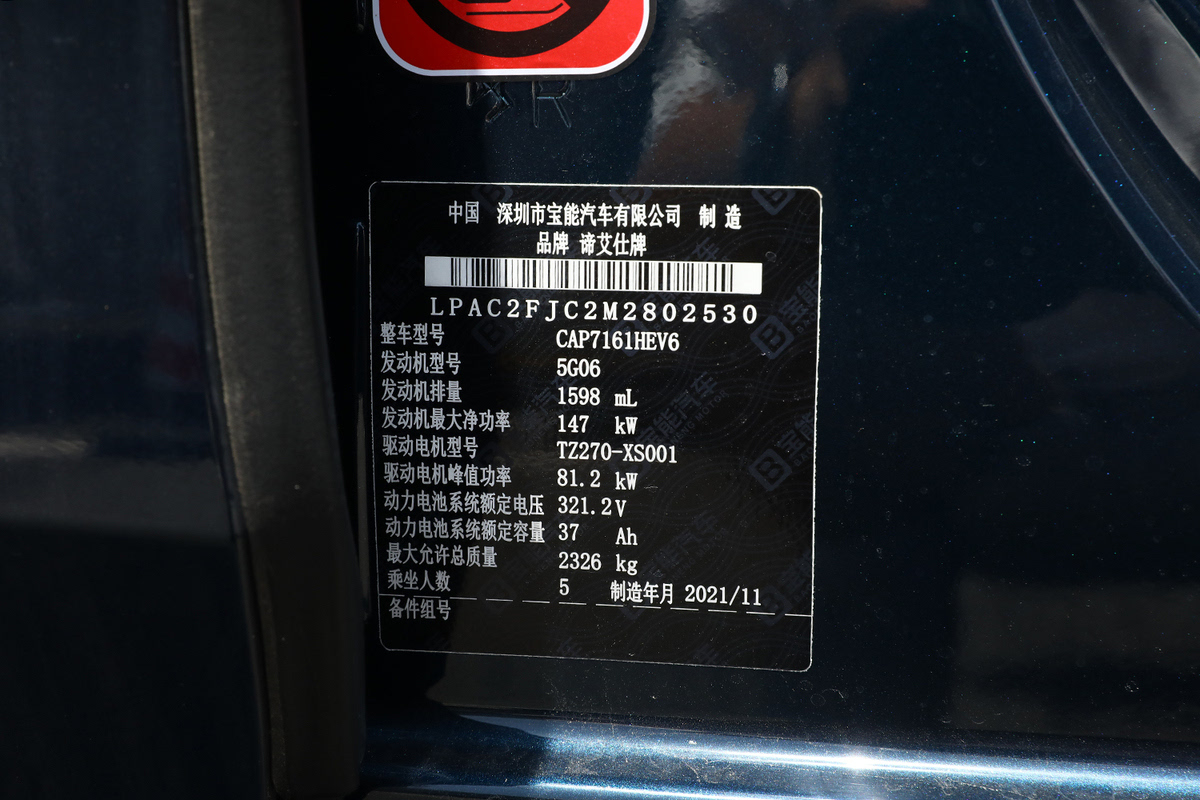 中国 深圳市宝能汽车有限公司 制造
品牌 谛艾仕牌
LPAC2FJC2M2802530
整车型号 CAP7161HEV6
发动机型号 5G06
发动机排量 1598 mL
发动机最大净功率 147 kW
驱动电机型号 TZ270-XS001
驱动电机峰值功率 81.2 kW
动力电池系统额定电压 321.2V
动力电池系统额定容量 37 Ah
最大允许总质量 2326 kg
乘坐人数 5 制造年月 2021/11
备件组号